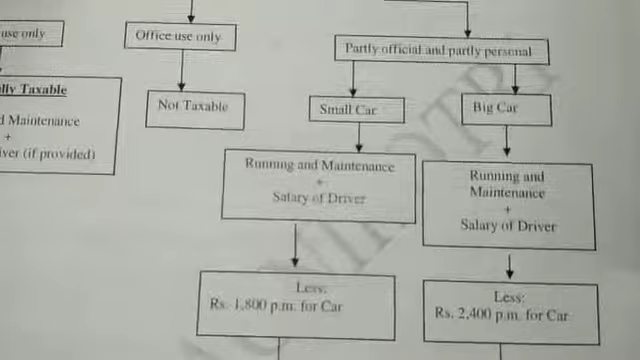 use only
Office use only
Partly official and partly personal
lly Taxable
d Maintenance
+
iver (if provided)
Not Taxable
Small Car
Big Car
Running and Maintenance
+
Salary of Driver
Running and
Maintenance
+
Salary of Driver
Less:
Rs. 1,800 p.m. for Car
Less:
Rs. 2,400 p.m. for Car